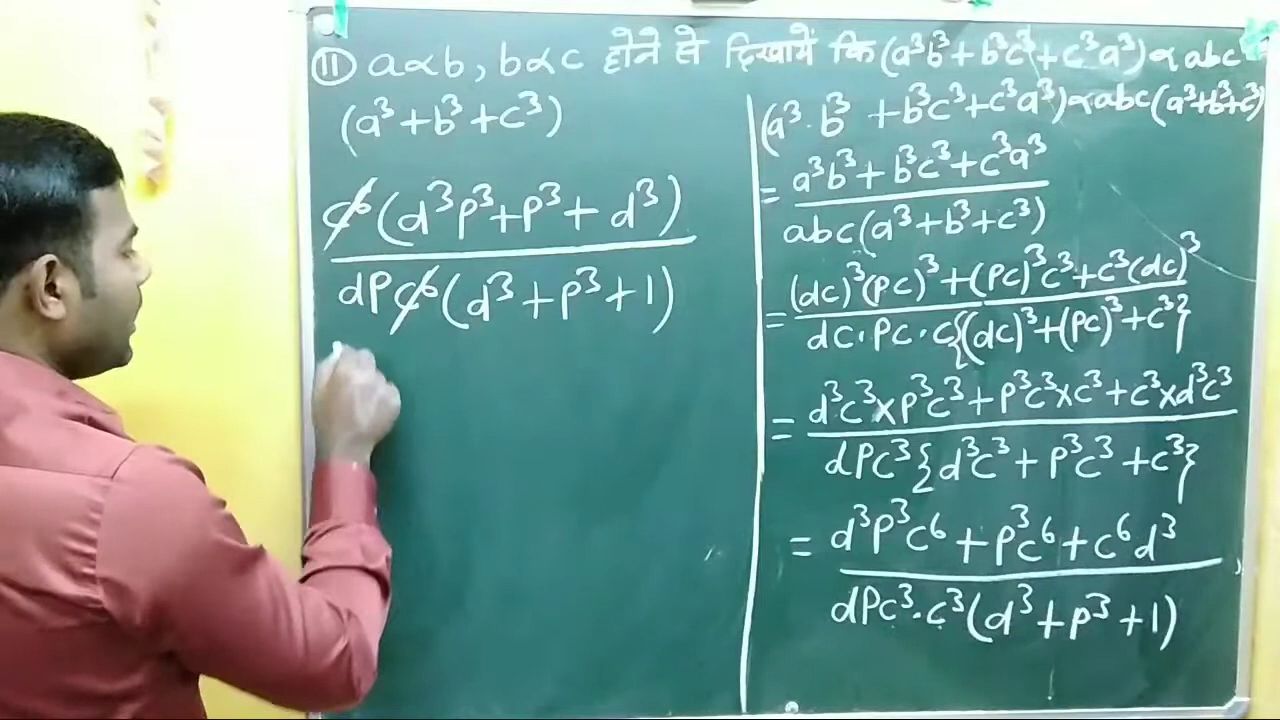 ⑪ a∝b, b∝c होने से दिखायें कि (a³b³+b³c³+c³a³)∝abc
(a³+b³+c³)
c⁶(d³p³+p³+d³)
dpc⁶(d³+p³+1)
(a³·b³+b³c³+c³a³)∝abc(a³+b³+c³)
= a³b³+b³c³+c³a³
abc(a³+b³+c³)
= (dc)³(pc)³+(pc)³c³+c³(dc)³
dc·pc·c{(dc)³+(pc)³+c³}
= d³c³×p³c³+p³c³×c³+c³×d³c³
dpc³{d³c³+p³c³+c³}
= d³p³c⁶+p³c⁶+c⁶d³
dpc³·c³(d³+p³+1)